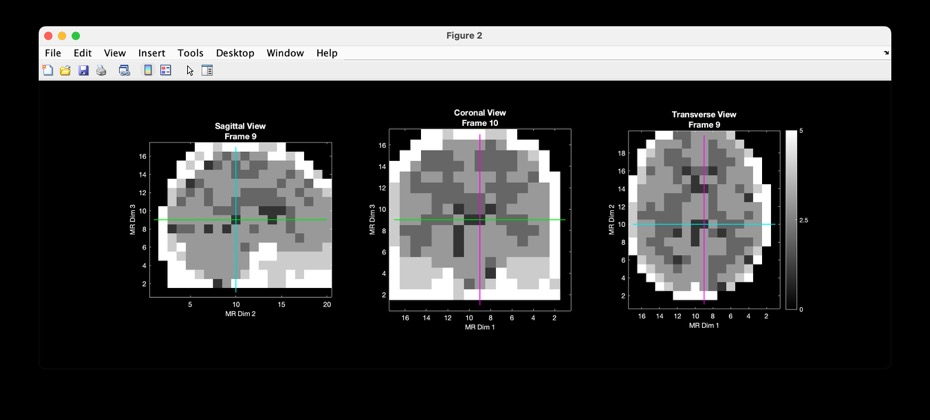 Figure 2
File Edit View Insert Tools Desktop Window Help
Sagittal View
Frame 9
16
14
12
10
8
6
4
2
MR Dim 3
5 10 15 20
MR Dim 2
Coronal View
Frame 10
16
14
12
10
8
6
4
2
MR Dim 3
16 14 12 10 8 6 4 2
MR Dim 1
Transverse View
Frame 9
18
16
14
12
10
8
6
4
2
MR Dim 2
16 14 12 10 8 6 4 2
MR Dim 1
5
2.5
0